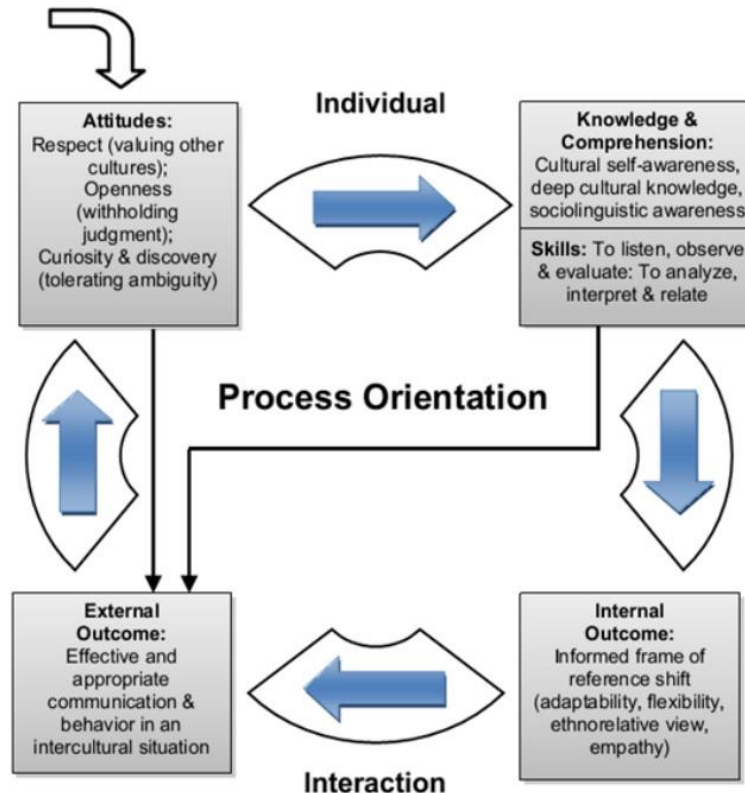 Individual
Attitudes:
Respect (valuing other
cultures);
Openness
(withholding
judgment);
Curiosity & discovery
(tolerating ambiguity)
Knowledge &
Comprehension:
Cultural self-awareness,
deep cultural knowledge,
sociolinguistic awareness
Skills: To listen, observe
& evaluate: To analyze,
interpret & relate
Process Orientation
External
Outcome:
Effective and
appropriate
communication &
behavior in an
intercultural situation
Internal
Outcome:
Informed frame of
reference shift
(adaptability, flexibility,
ethnorelative view,
empathy)
Interaction